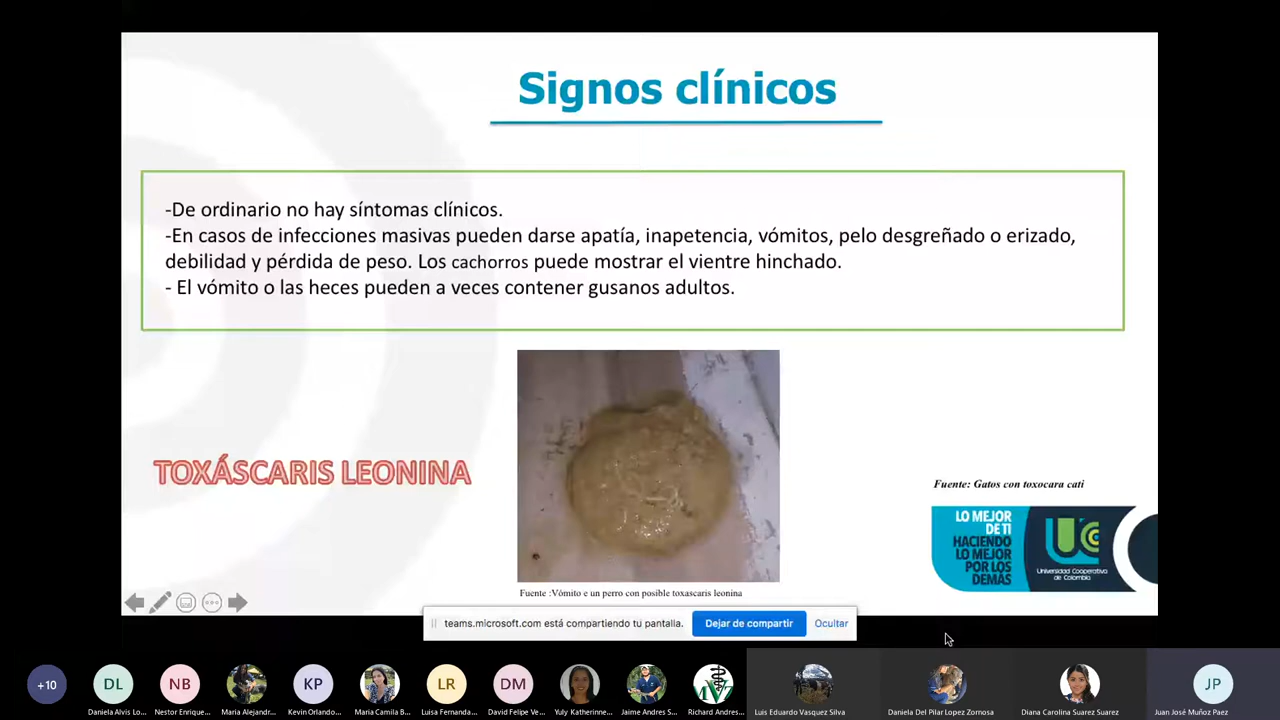 Signos clínicos
-De ordinario no hay síntomas clínicos.
-En casos de infecciones masivas pueden darse apatía, inapetencia, vómitos, pelo desgreñado o erizado,
debilidad y pérdida de peso. Los cachorros puede mostrar el vientre hinchado.
- El vómito o las heces pueden a veces contener gusanos adultos.
TOXÁSCARIS LEONINA
Fuente: Gatos con toxocara cati
LO MEJOR
DE TI
HACIENDO
LO MEJOR
POR LOS
DEMÁS
UCC
Universidad Cooperativa
de Colombia
Fuente :Vómito e un perro con posible toxascaris leonina
teams.microsoft.com está compartiendo tu pantalla.
Dejar de compartir
Ocultar
+10
DL
NB
KP
LR
DM
MVZ
JP
Daniela Alvis Lo...
Nestor Enrique...
Maria Alejandr...
Kevin Orlando...
Maria Camila B...
Luisa Fernanda...
David Felipe Ve...
Yuly Katherinne...
Jaime Andres S...
Richard Andres...
Luis Eduardo Vasquez Silva
Daniela Del Pilar Lopez Zornosa
Diana Carolina Suarez Suarez
Juan José Muñoz Paez